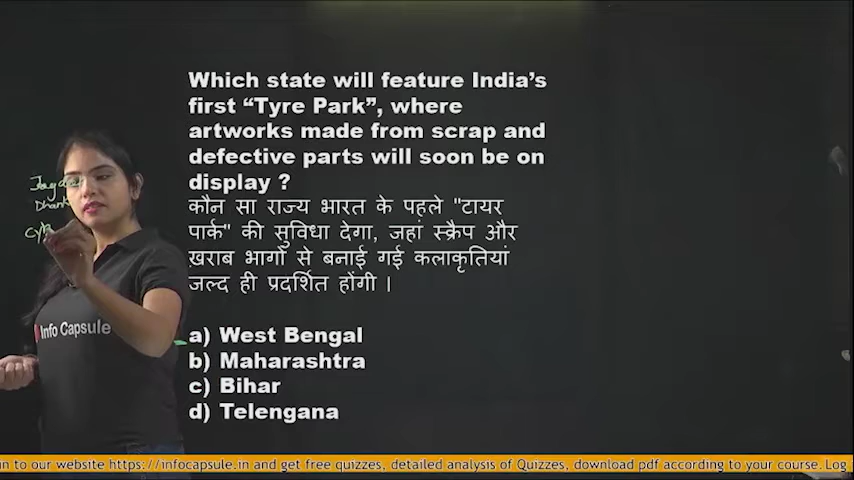 Which state will feature India's
first “Tyre Park”, where
artworks made from scrap and
defective parts will soon be on
display ?
कौन सा राज्य भारत के पहले "टायर
पार्क" की सुविधा देगा, जहां स्क्रैप और
ख़राब भागों से बनाई गई कलाकृतियां
जल्द ही प्रदर्शित होंगी ।
a) West Bengal
b) Maharashtra
c) Bihar
d) Telengana
Info Capsule
in to our website https://infocapsule.in and get free quizzes, detailed analysis of Quizzes, download pdf according to your course. Log